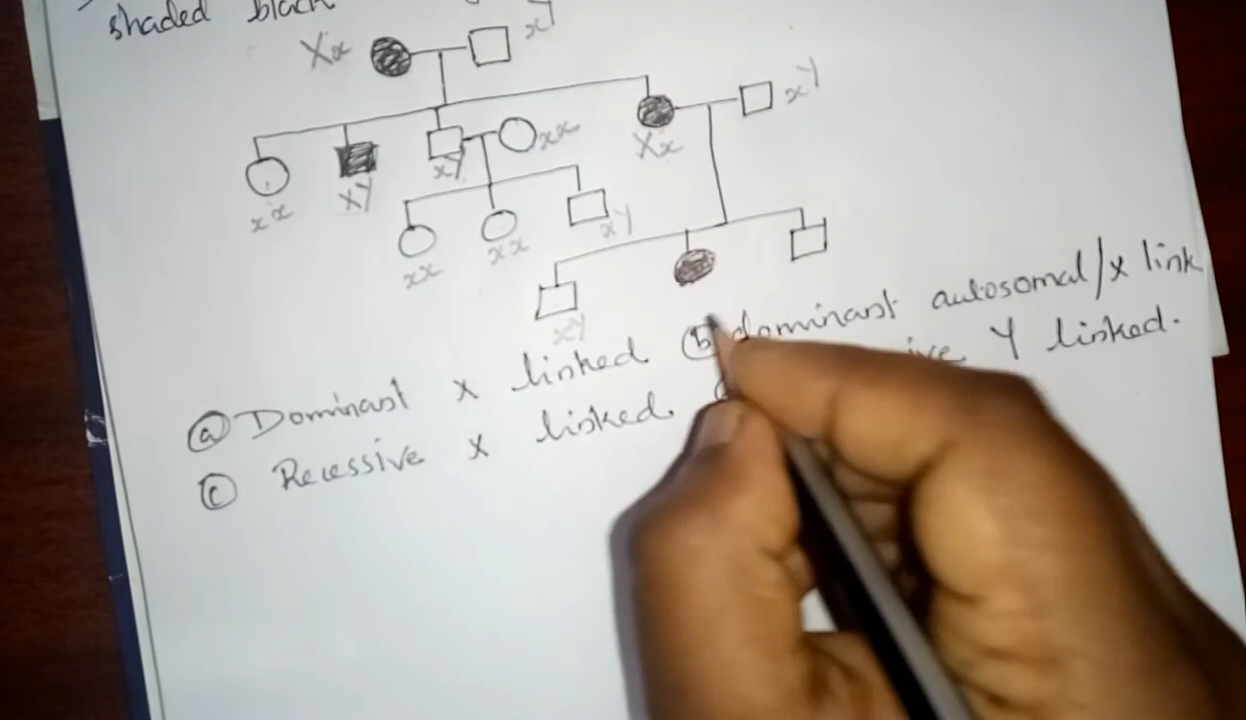 shaded black
Xx
xY
xY
xx
XY
xY
xx
Xx
xx
xx
xY
xY
(a) Dominant X linked (b) dominant autosomal/x link
(c) Recessive X linked. Y linked.